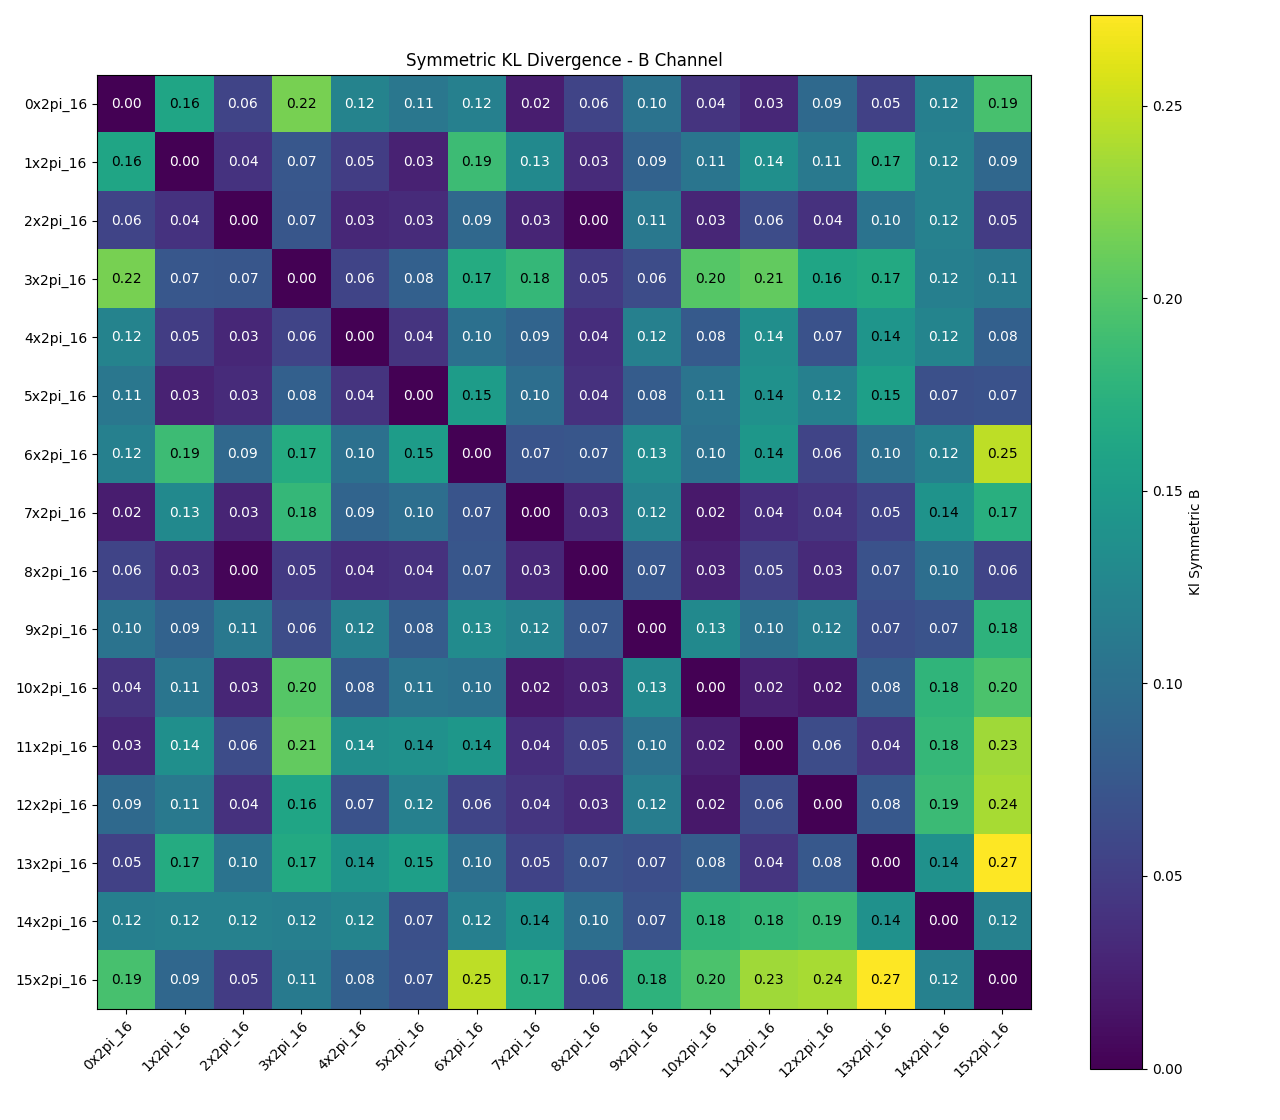 Symmetric KL Divergence - B Channel
0x2pi_16 0.00 0.16 0.06 0.22 0.12 0.11 0.12 0.02 0.06 0.10 0.04 0.03 0.09 0.05 0.12 0.19
1x2pi_16 0.16 0.00 0.04 0.07 0.05 0.03 0.19 0.13 0.03 0.09 0.11 0.14 0.11 0.17 0.12 0.09
2x2pi_16 0.06 0.04 0.00 0.07 0.03 0.03 0.09 0.03 0.00 0.11 0.03 0.06 0.04 0.10 0.12 0.05
3x2pi_16 0.22 0.07 0.07 0.00 0.06 0.08 0.17 0.18 0.05 0.06 0.20 0.21 0.16 0.17 0.12 0.11
4x2pi_16 0.12 0.05 0.03 0.06 0.00 0.04 0.10 0.09 0.04 0.12 0.08 0.14 0.07 0.14 0.12 0.08
5x2pi_16 0.11 0.03 0.03 0.08 0.04 0.00 0.15 0.10 0.04 0.08 0.11 0.14 0.12 0.15 0.07 0.07
6x2pi_16 0.12 0.19 0.09 0.17 0.10 0.15 0.00 0.07 0.07 0.13 0.10 0.14 0.06 0.10 0.12 0.25
7x2pi_16 0.02 0.13 0.03 0.18 0.09 0.10 0.07 0.00 0.03 0.12 0.02 0.04 0.04 0.05 0.14 0.17
8x2pi_16 0.06 0.03 0.00 0.05 0.04 0.04 0.07 0.03 0.00 0.07 0.03 0.05 0.03 0.07 0.10 0.06
9x2pi_16 0.10 0.09 0.11 0.06 0.12 0.08 0.13 0.12 0.07 0.00 0.13 0.10 0.12 0.07 0.07 0.18
10x2pi_16 0.04 0.11 0.03 0.20 0.08 0.11 0.10 0.02 0.03 0.13 0.00 0.02 0.02 0.08 0.18 0.20
11x2pi_16 0.03 0.14 0.06 0.21 0.14 0.14 0.14 0.04 0.05 0.10 0.02 0.00 0.06 0.04 0.18 0.23
12x2pi_16 0.09 0.11 0.04 0.16 0.07 0.12 0.06 0.04 0.03 0.12 0.02 0.06 0.00 0.08 0.19 0.24
13x2pi_16 0.05 0.17 0.10 0.17 0.14 0.15 0.10 0.05 0.07 0.07 0.08 0.04 0.08 0.00 0.14 0.27
14x2pi_16 0.12 0.12 0.12 0.12 0.12 0.07 0.12 0.14 0.10 0.07 0.18 0.18 0.19 0.14 0.00 0.12
15x2pi_16 0.19 0.09 0.05 0.11 0.08 0.07 0.25 0.17 0.06 0.18 0.20 0.23 0.24 0.27 0.12 0.00
0x2pi_16 1x2pi_16 2x2pi_16 3x2pi_16 4x2pi_16 5x2pi_16 6x2pi_16 7x2pi_16 8x2pi_16 9x2pi_16 10x2pi_16 11x2pi_16 12x2pi_16 13x2pi_16 14x2pi_16 15x2pi_16
0.25
0.20
0.15
0.10
0.05
0.00
Kl Symmetric B